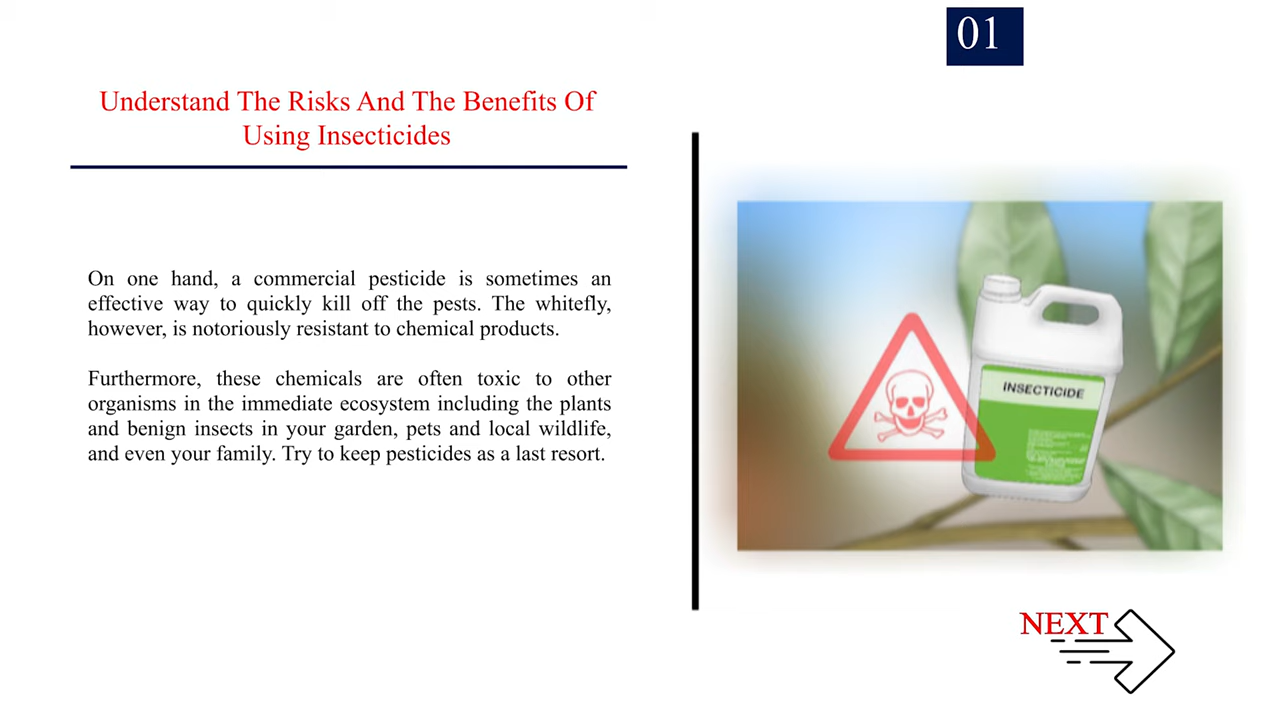 01
Understand The Risks And The Benefits Of
Using Insecticides
On one hand, a commercial pesticide is sometimes an
effective way to quickly kill off the pests. The whitefly,
however, is notoriously resistant to chemical products.
Furthermore, these chemicals are often toxic to other
organisms in the immediate ecosystem including the plants
and benign insects in your garden, pets and local wildlife,
and even your family. Try to keep pesticides as a last resort.
INSECTICIDE
NEXT